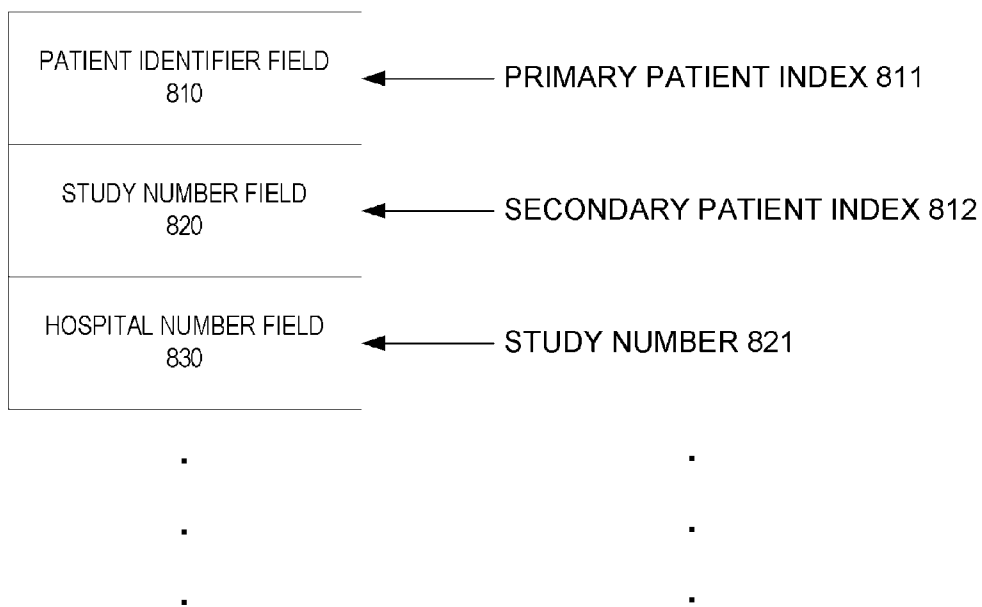 PATIENT IDENTIFIER FIELD
810
PRIMARY PATIENT INDEX 811
STUDY NUMBER FIELD
820
SECONDARY PATIENT INDEX 812
HOSPITAL NUMBER FIELD
830
STUDY NUMBER 821